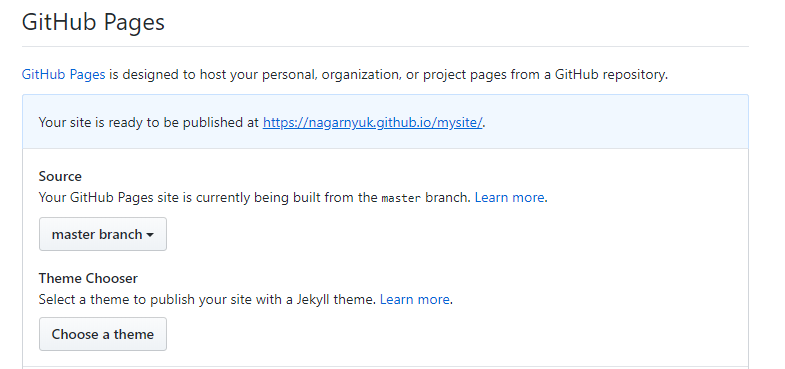 GitHub Pages
GitHub Pages is designed to host your personal, organization, or project pages from a GitHub repository.
Your site is ready to be published at https://nagarnyuk.github.io/mysite/.
Source
Your GitHub Pages site is currently being built from the master branch. Learn more.
master branch
Theme Chooser
Select a theme to publish your site with a Jekyll theme. Learn more.
Choose a theme